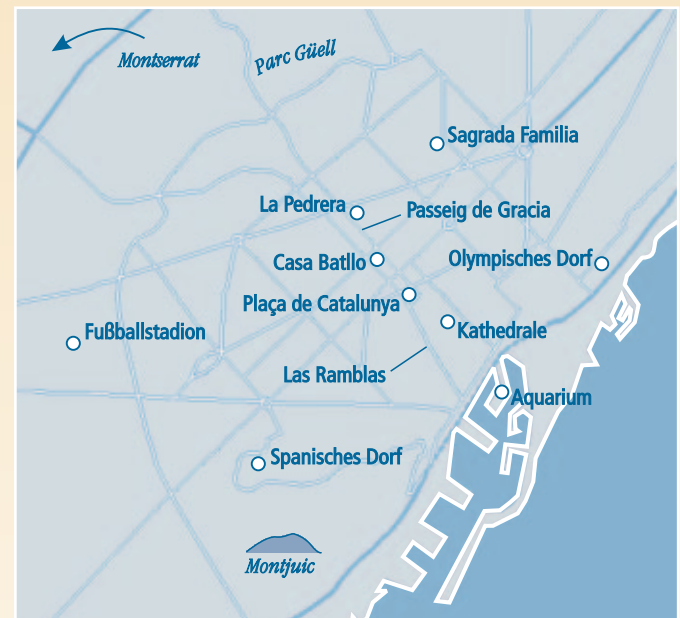 Montserrat
Parc Güell
Sagrada Familia
La Pedrera
Passeig de Gracia
Casa Batllo
Olympisches Dorf
Plaça de Catalunya
Fußballstadion
Kathedrale
Las Ramblas
Aquarium
Spanisches Dorf
Montjuic